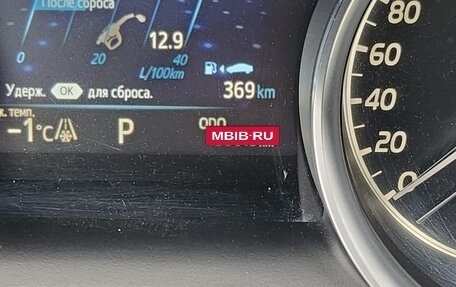 После сброса
12.9
0 20 40
L/100km
369 km
Удерж. OK для сброса.
темп.
-1°C P ODO
MBIB-RU
80
60
40
20
0